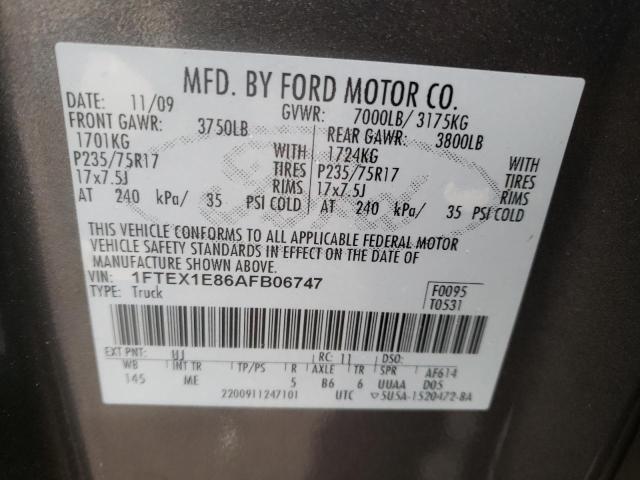 MFD. BY FORD MOTOR CO.
DATE: 11/09 GVWR: 7000LB/ 3175KG
FRONT GAWR: 3750LB REAR GAWR: 3800LB
1701KG WITH 1724KG WITH
P235/75R17 TIRES P235/75R17 TIRES
17x7.5J RIMS 17x7.5J RIMS
AT 240 kPa/ 35 PSI COLD AT 240 kPa/ 35 PSI COLD
THIS VEHICLE CONFORMS TO ALL APPLICABLE FEDERAL MOTOR
VEHICLE SAFETY STANDARDS IN EFFECT ON THE DATE OF
MANUFACTURE SHOWN ABOVE.
VIN: 1FTEX1E86AFB06747 F0095
TYPE: Truck T0531
EXT PNT: UJ RC: 11 DSO:
WB INT TR TP/PS R AXLE TR SPR AF614
145 ME 5 B6 6 UUAA D05
2200911247101 UTC ▽5U5A-1520472-BA
Ford